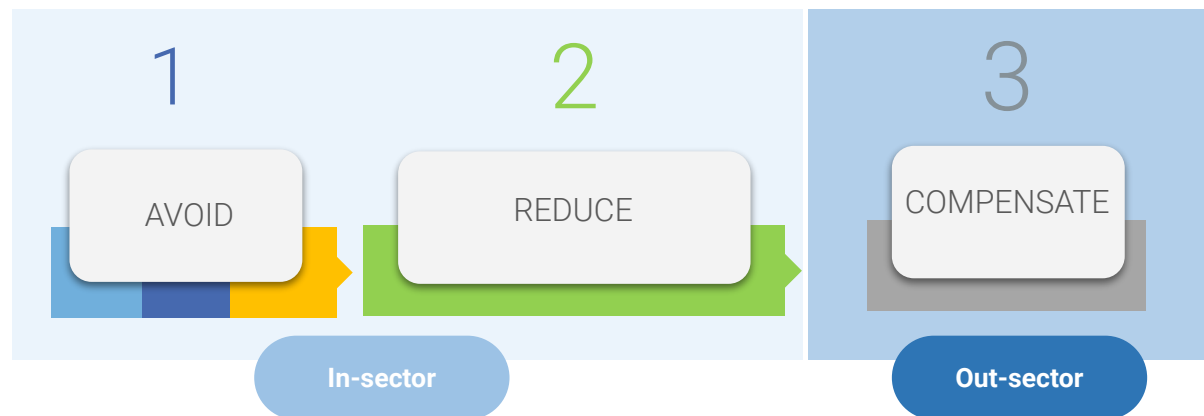 1
2
3
AVOID
REDUCE
COMPENSATE
In-sector
Out-sector